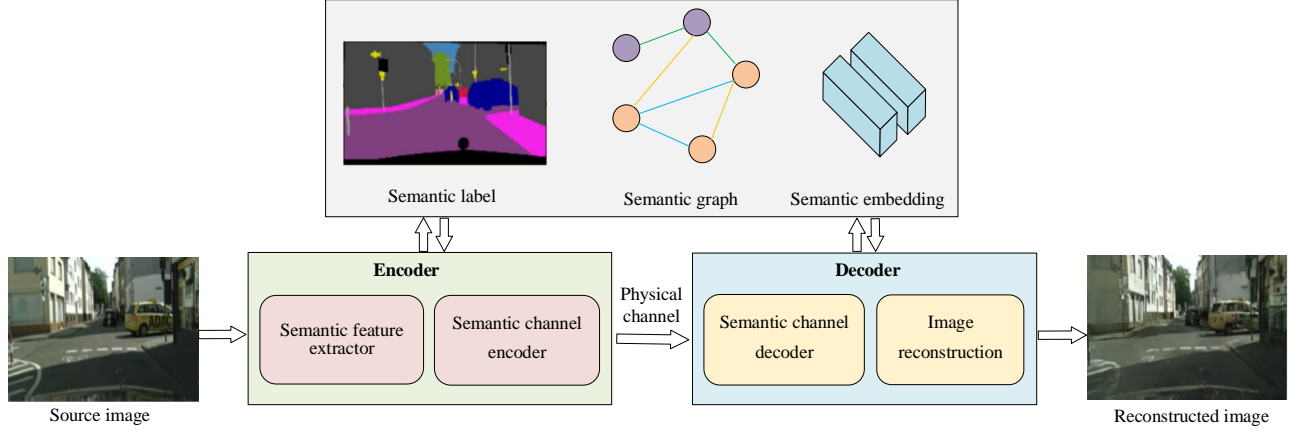 Semantic label
Semantic graph
Semantic embedding
Encoder
Semantic feature
extractor
Semantic channel
encoder
Physical
channel
Decoder
Semantic channel
decoder
Image
reconstruction
Source image
Reconstructed image